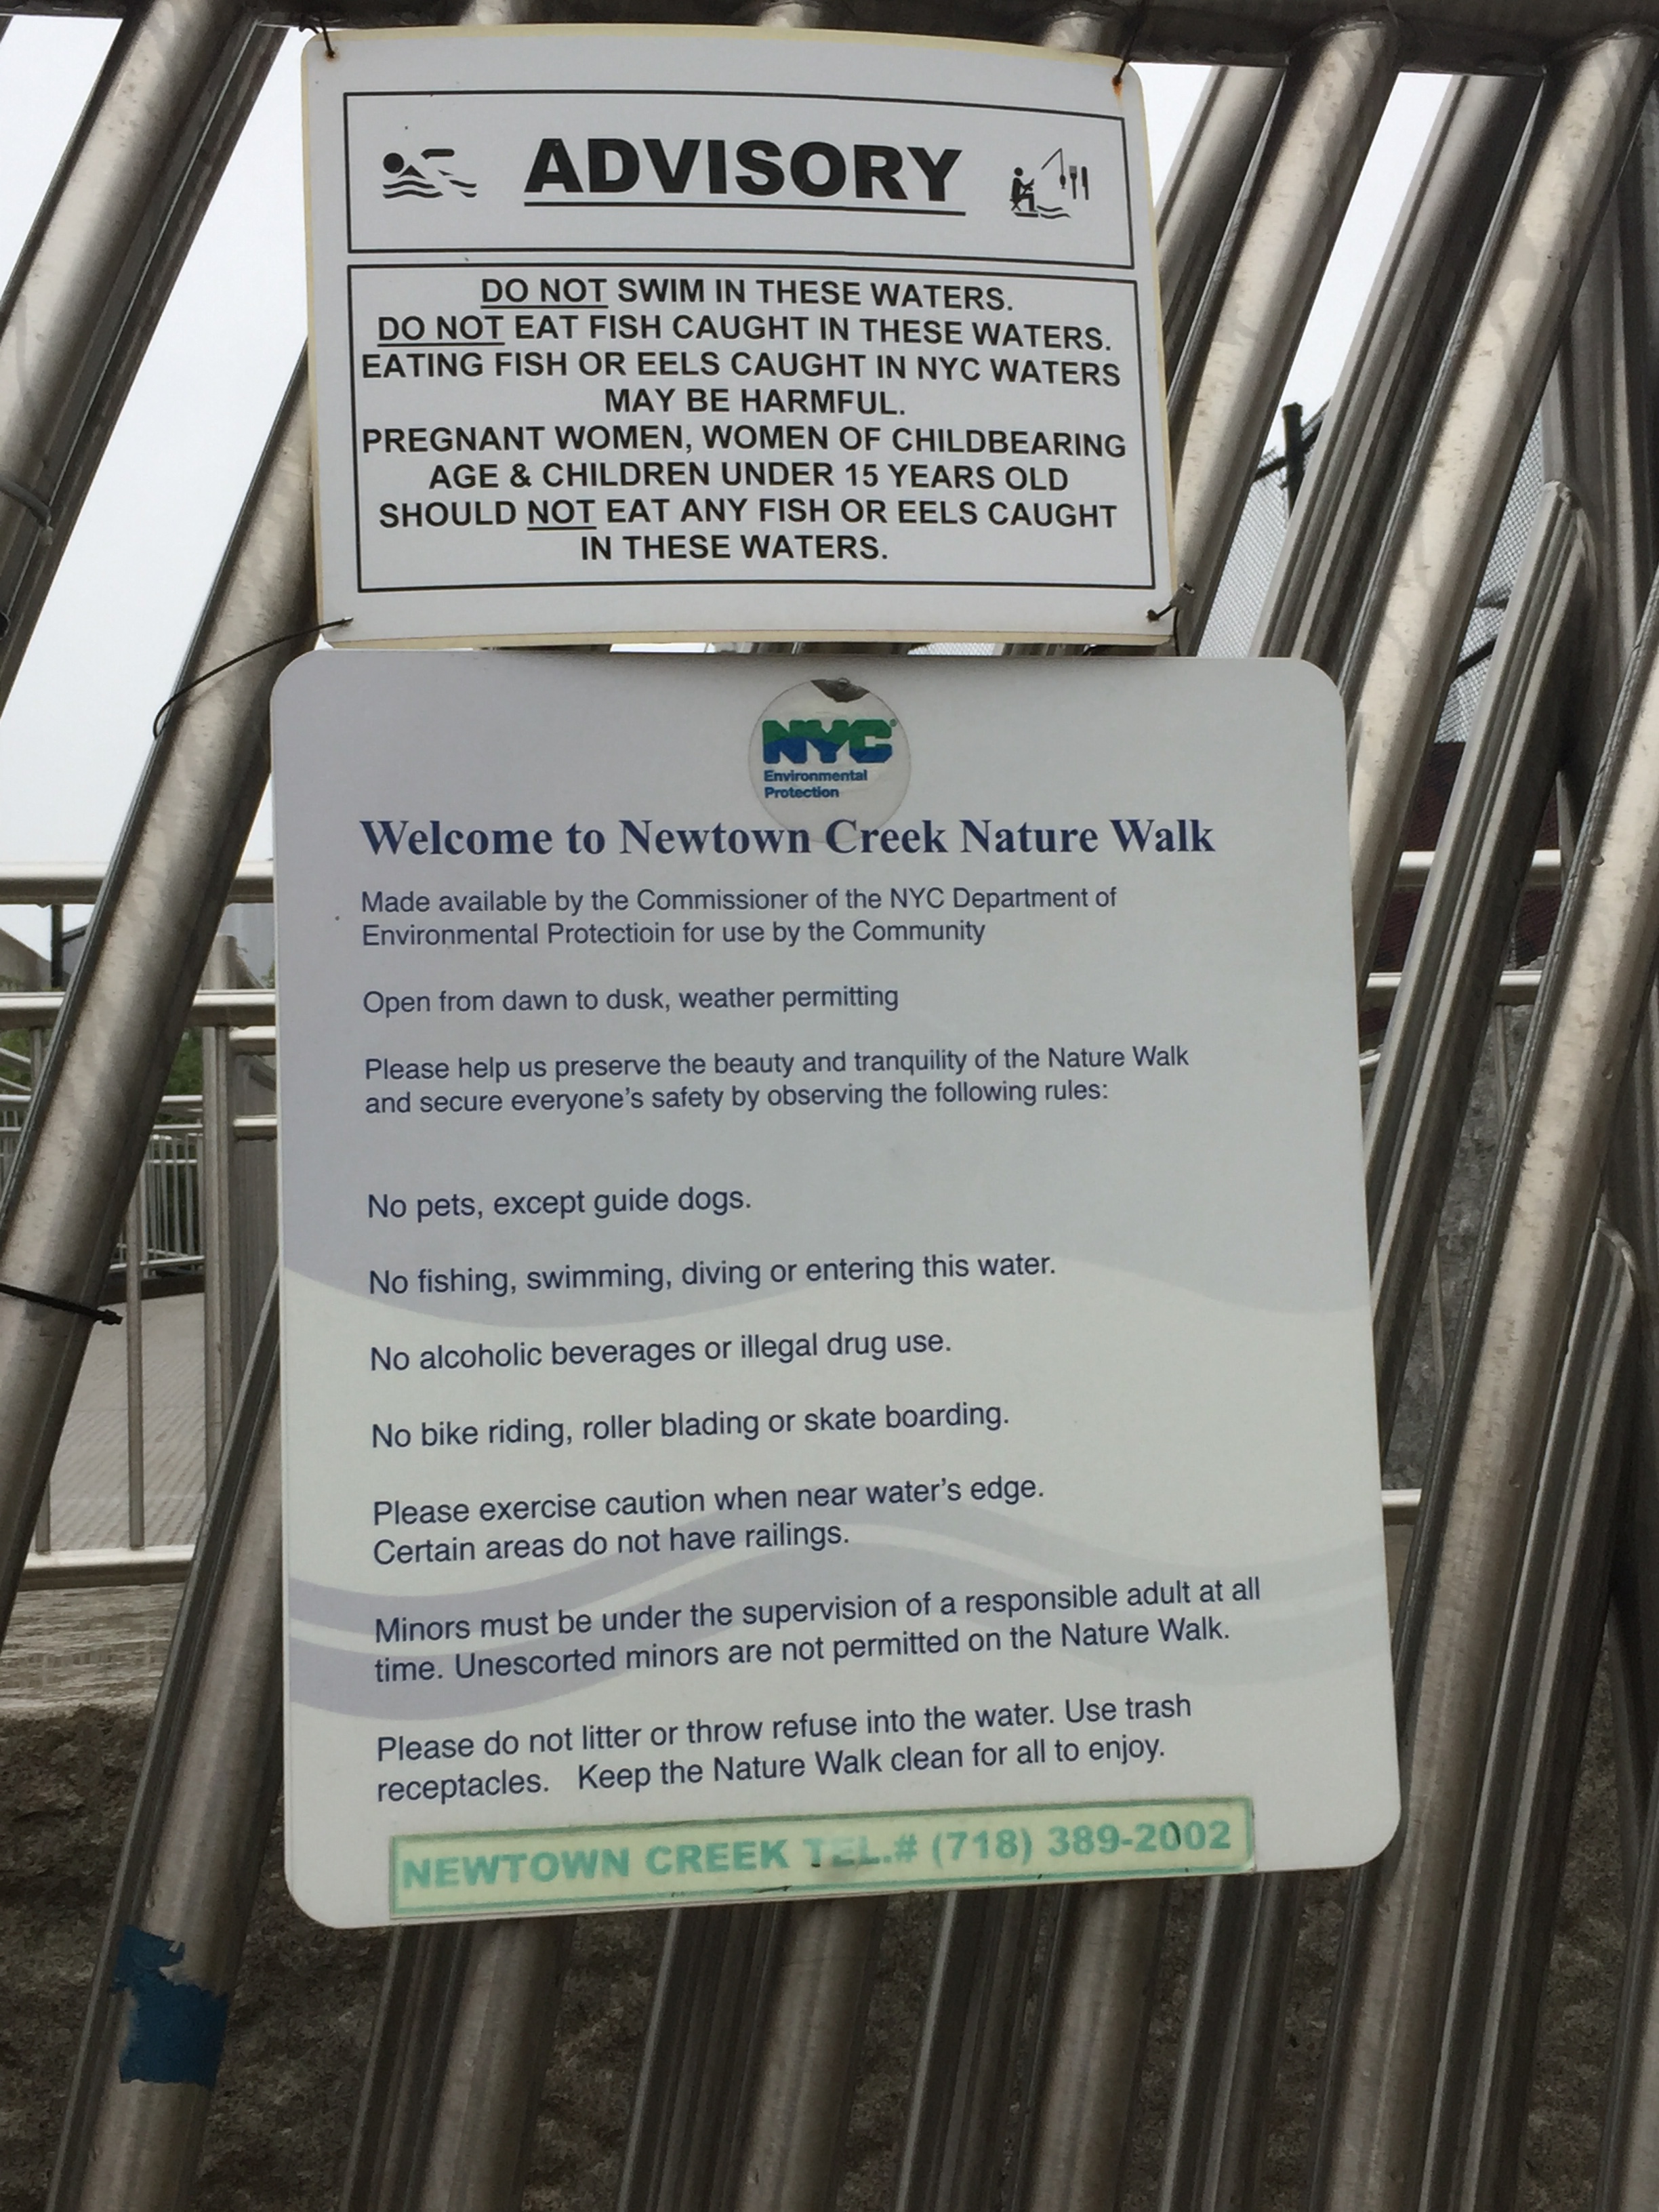 ADVISORY
DO NOT SWIM IN THESE WATERS.
DO NOT EAT FISH CAUGHT IN THESE WATERS.
EATING FISH OR EELS CAUGHT IN NYC WATERS
MAY BE HARMFUL.
PREGNANT WOMEN, WOMEN OF CHILDBEARING
AGE & CHILDREN UNDER 15 YEARS OLD
SHOULD NOT EAT ANY FISH OR EELS CAUGHT
IN THESE WATERS.
NYC®
Environmental
Protection
Welcome to Newtown Creek Nature Walk
Made available by the Commissioner of the NYC Department of
Environmental Protectioin for use by the Community
Open from dawn to dusk, weather permitting
Please help us preserve the beauty and tranquility of the Nature Walk
and secure everyone's safety by observing the following rules:
No pets, except guide dogs.
No fishing, swimming, diving or entering this water.
No alcoholic beverages or illegal drug use.
No bike riding, roller blading or skate boarding.
Please exercise caution when near water's edge.
Certain areas do not have railings.
Minors must be under the supervision of a responsible adult at all
time. Unescorted minors are not permitted on the Nature Walk.
Please do not litter or throw refuse into the water. Use trash
receptacles. Keep the Nature Walk clean for all to enjoy.
NEWTOWN CREEK TEL.# (718) 389-2002